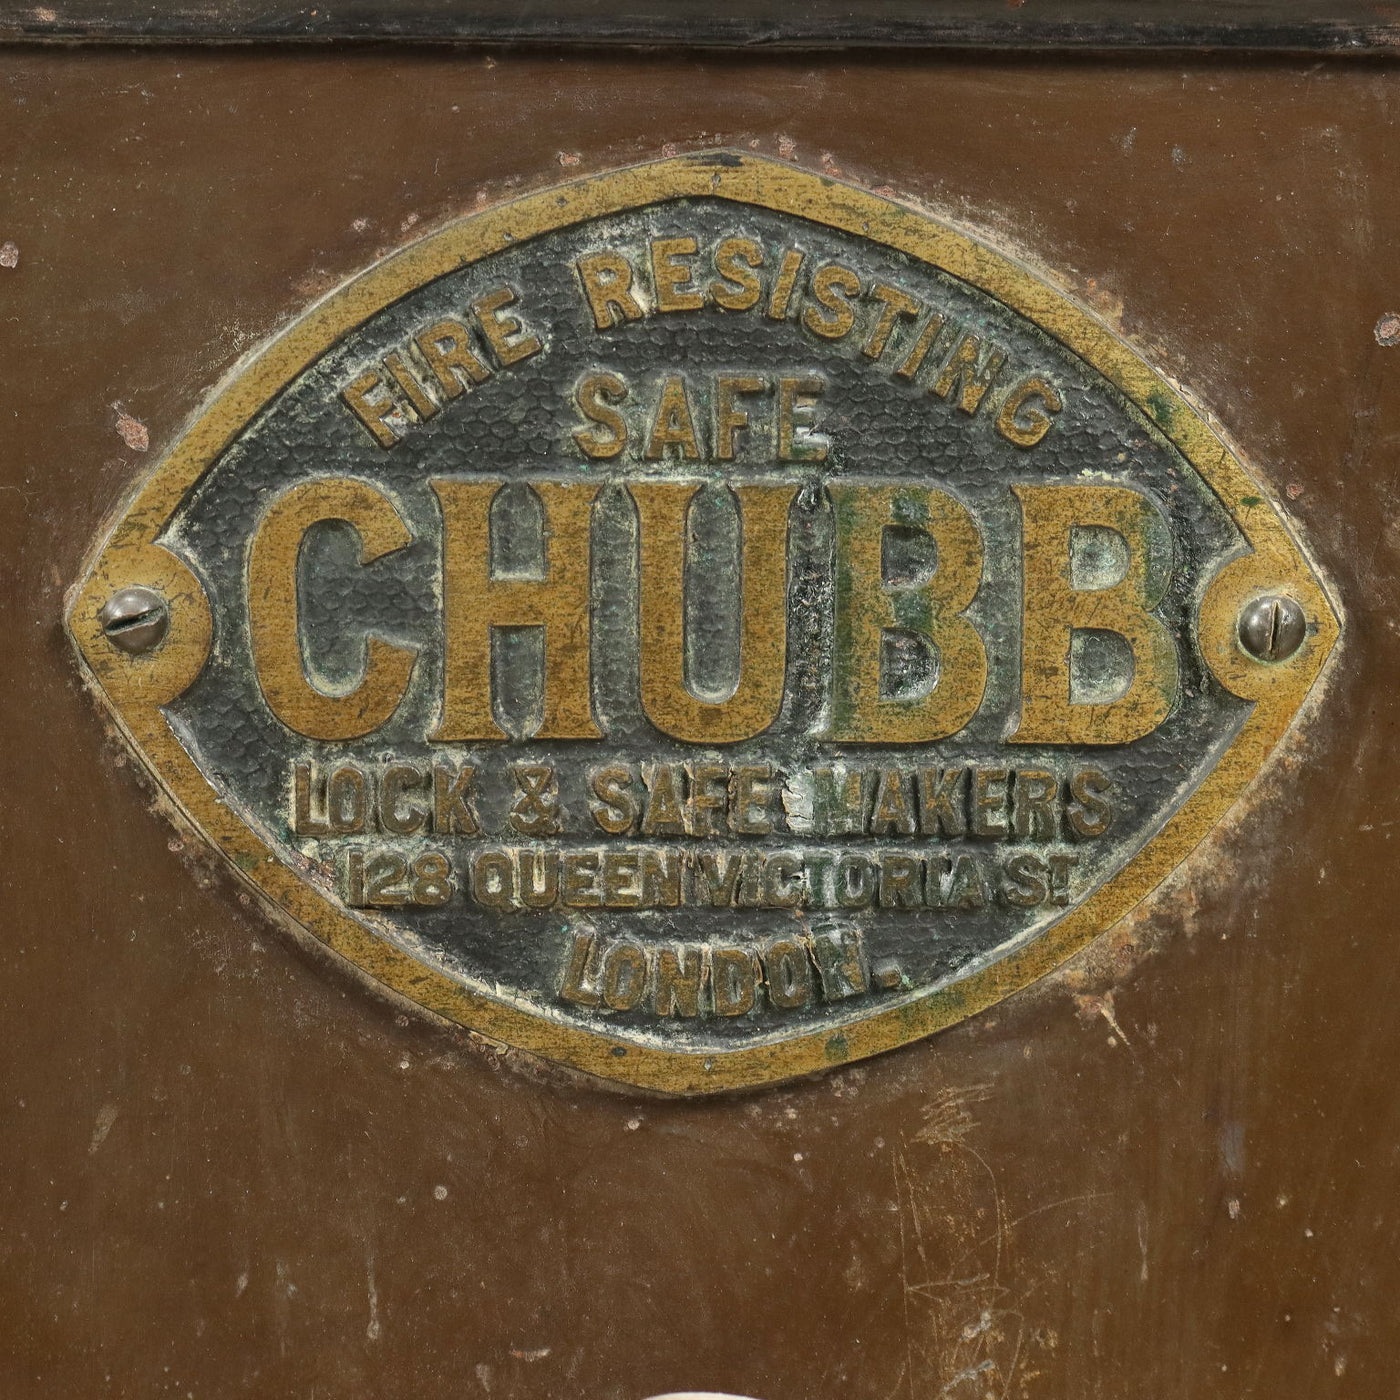 FIRE RESISTING
SAFE
CHUBB
LOCK & SAFE MAKERS
128 QUEEN VICTORIA ST
LONDON.